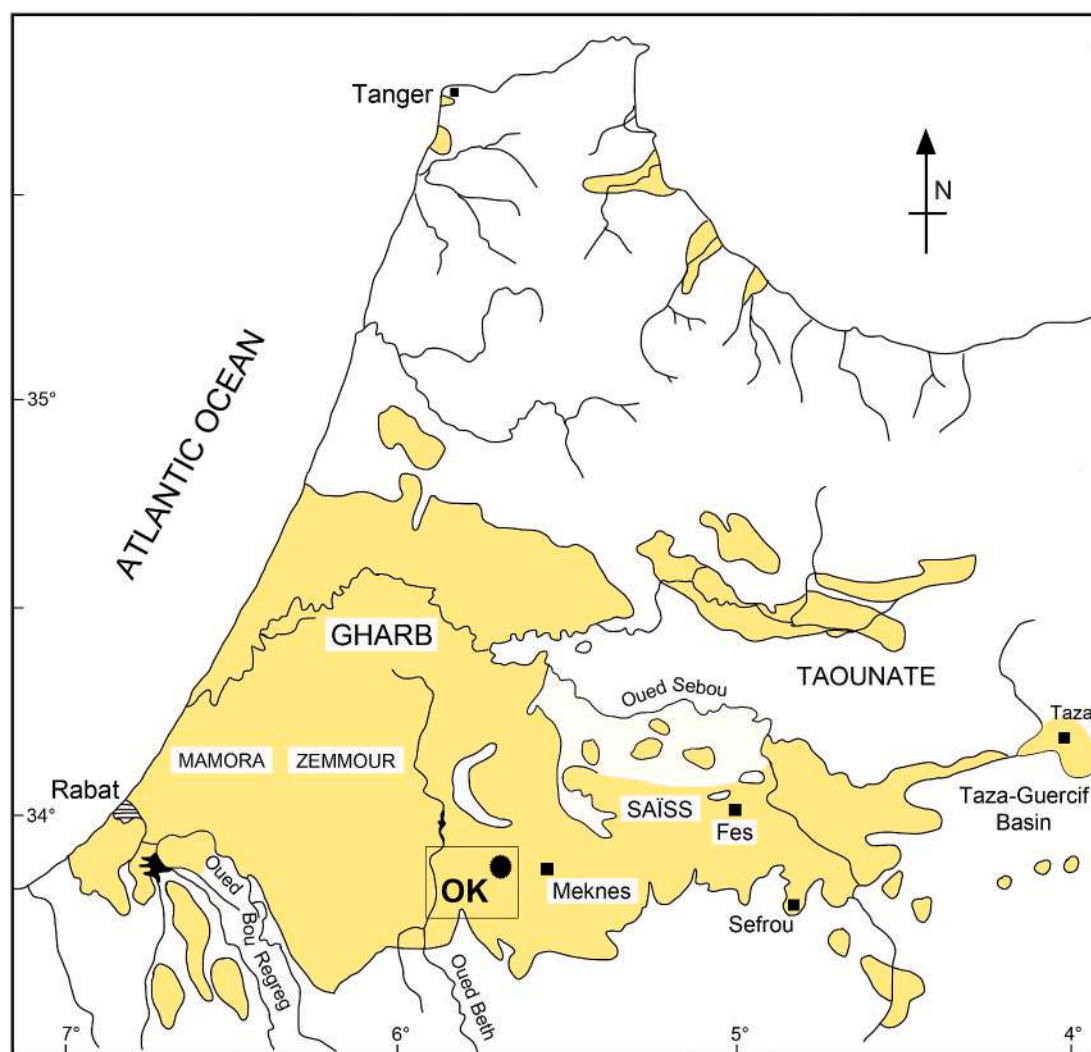 Tanger
N
ATLANTIC OCEAN
35°
GHARB
Oued Sebou
TAOUNATE
Taza
MAMORA
ZEMMOUR
Rabat
SAÏSS
Taza-Guercif
Basin
34°
Fes
OK
Meknes
Oued Bou Regreg
Sefrou
Oued Beth
7°
6°
5°
4°